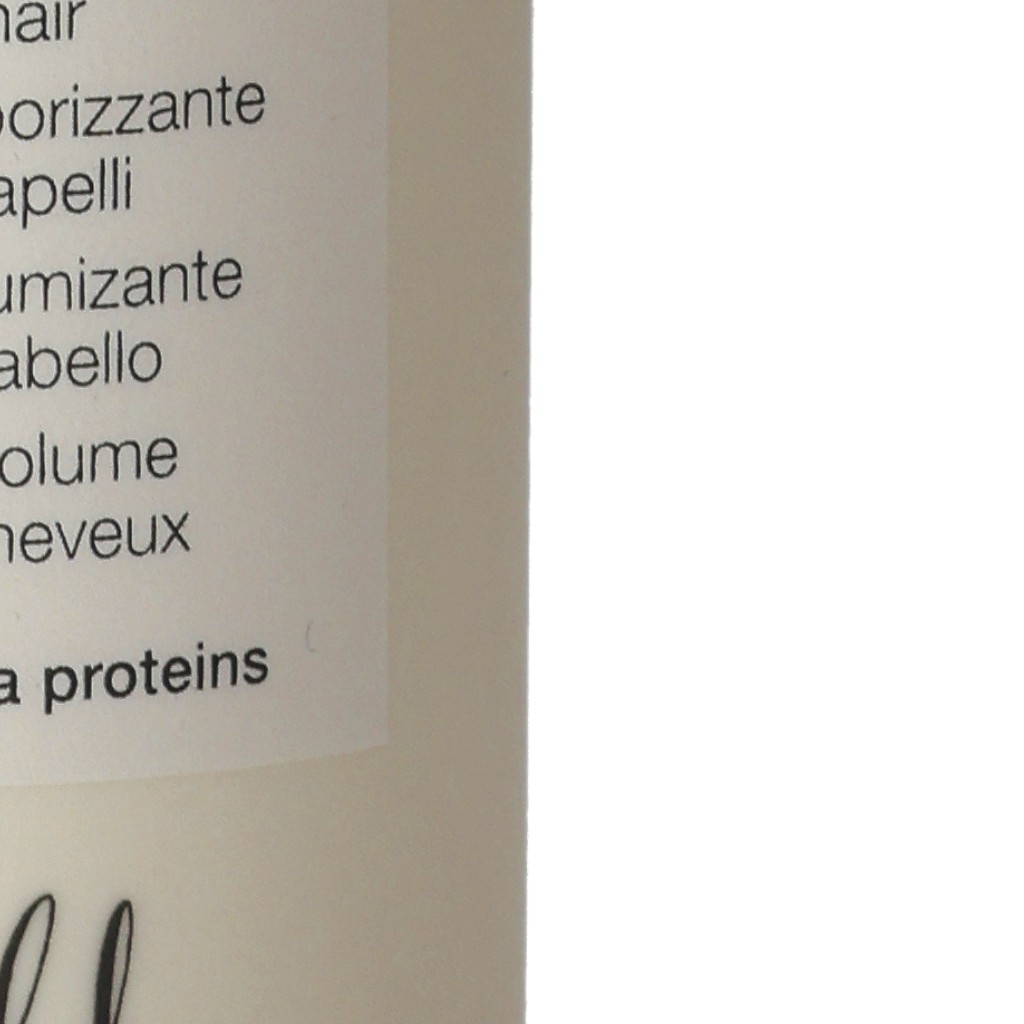 hair
orizzante
apelli
umizante
abello
olume
heveux
a proteins